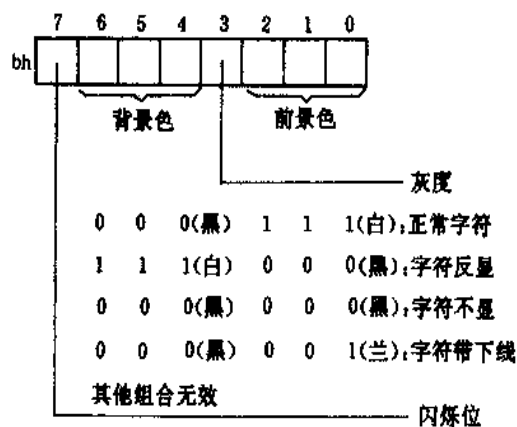 7 6 5 4 3 2 1 0
bh
背景色 前景色
灰度
0 0 0(黑) 1 1 1(白):正常字符
1 1 1(白) 0 0 0(黑):字符反显
0 0 0(黑) 0 0 0(黑):字符不显
0 0 0(黑) 0 0 1(兰):字符带下线
其他组合无效
闪烁位